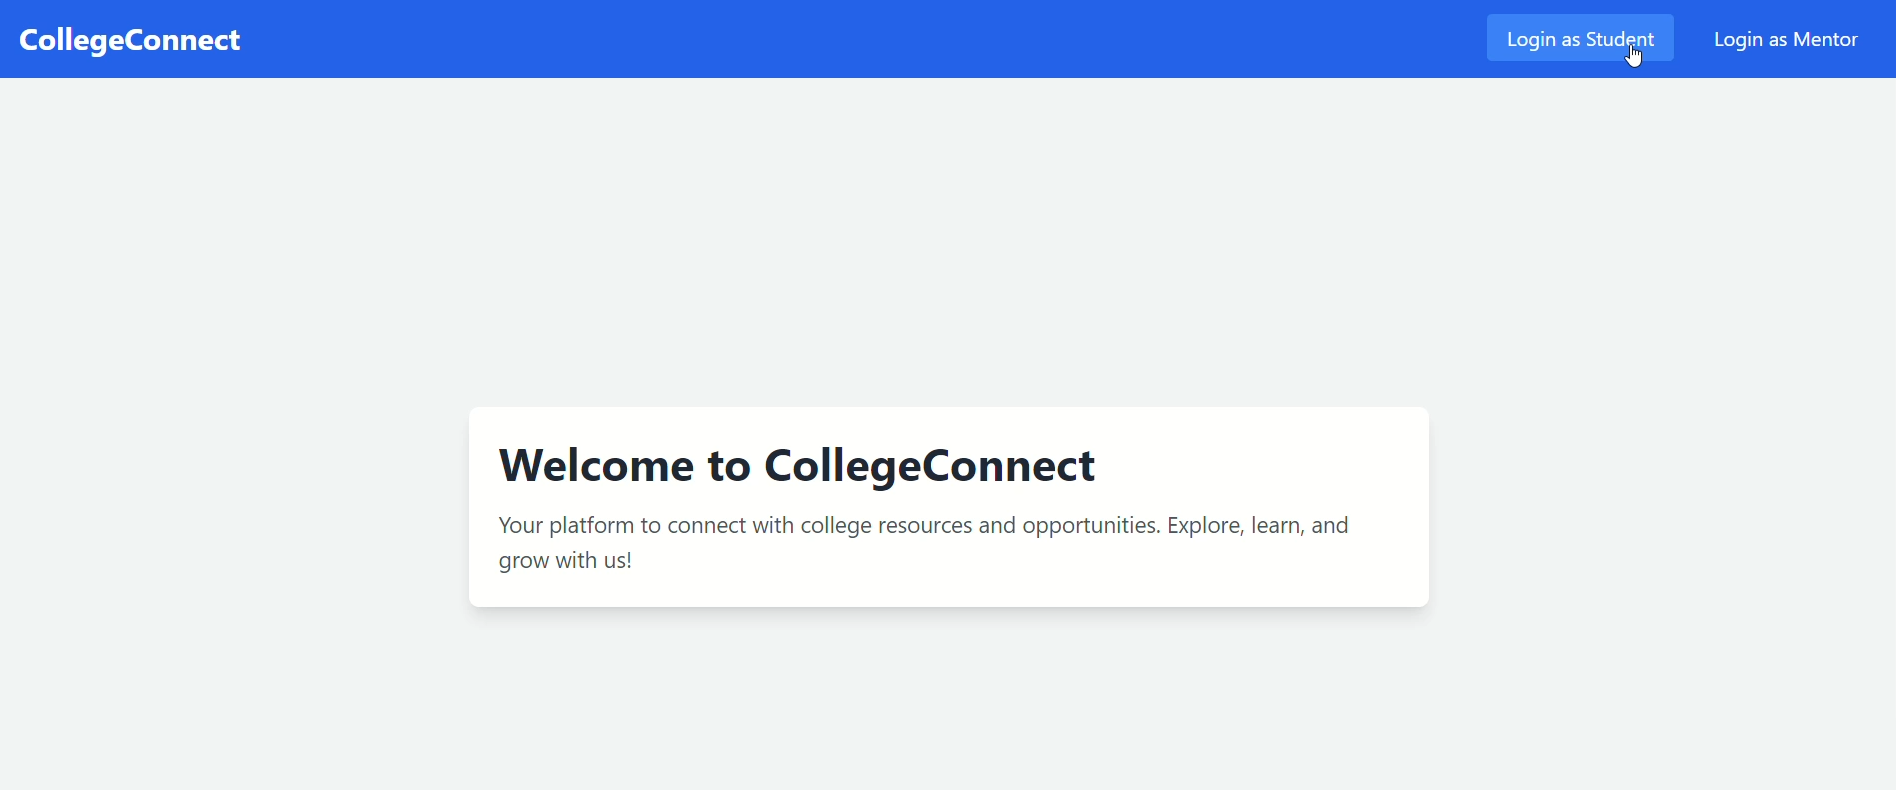 CollegeConnect
Login as Student
Login as Mentor
Welcome to CollegeConnect
Your platform to connect with college resources and opportunities. Explore, learn, and
grow with us!